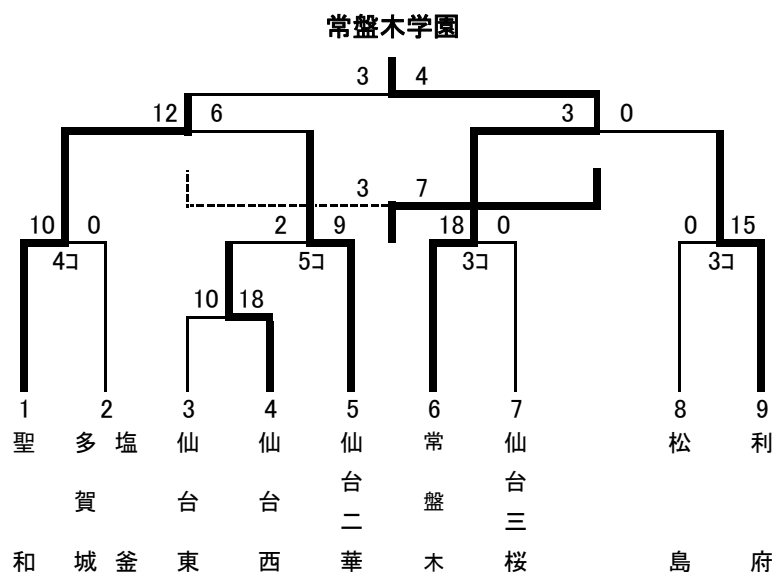 常盤木学園
3 4
12 6 3 0
3 7
10 0 2 9 18 0 0 15
4コ 5コ 3コ 3コ
10 18
1 2 3 4 5 6 7 8 9
聖和
多賀城
塩釜
仙台東
仙台西
仙台二華
常盤木
仙台三桜
松島
利府